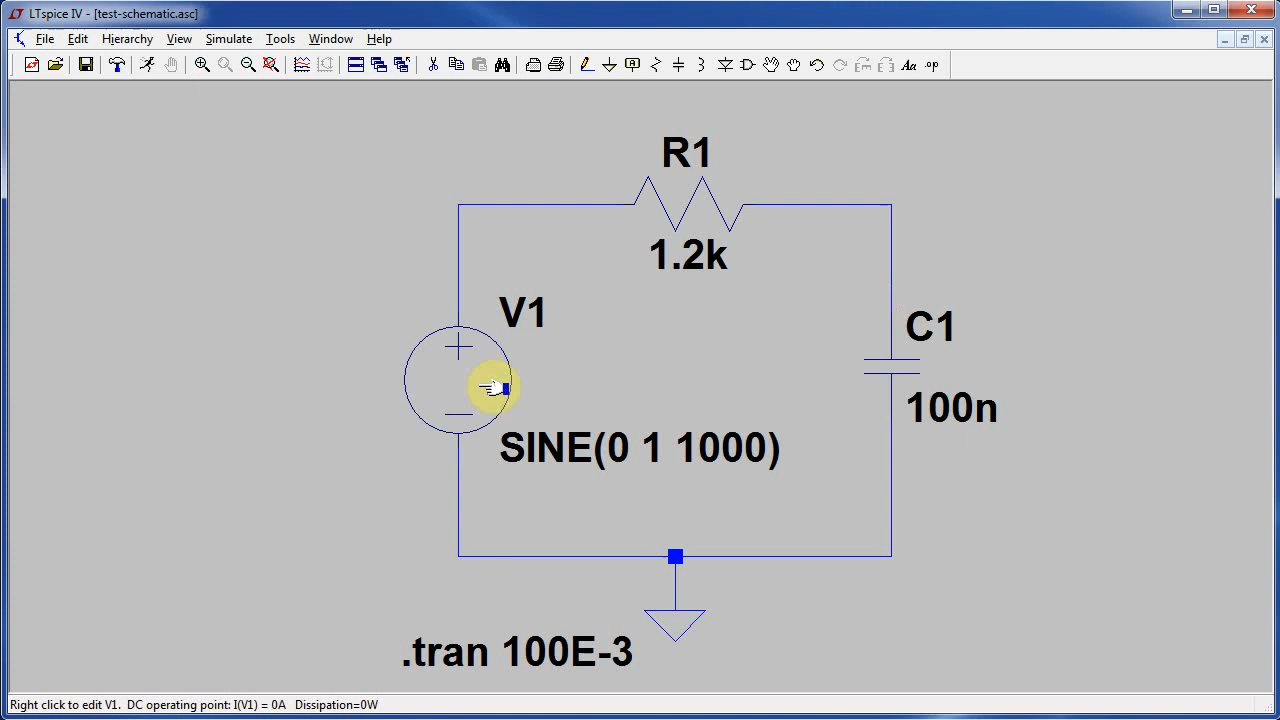 LTspice IV - [test-schematic.asc]
File Edit Hierarchy View Simulate Tools Window Help
Aa .op
R1
1.2k
V1
C1
100n
SINE(0 1 1000)
.tran 100E-3
Right click to edit V1. DC operating point: I(V1) = 0A Dissipation=0W